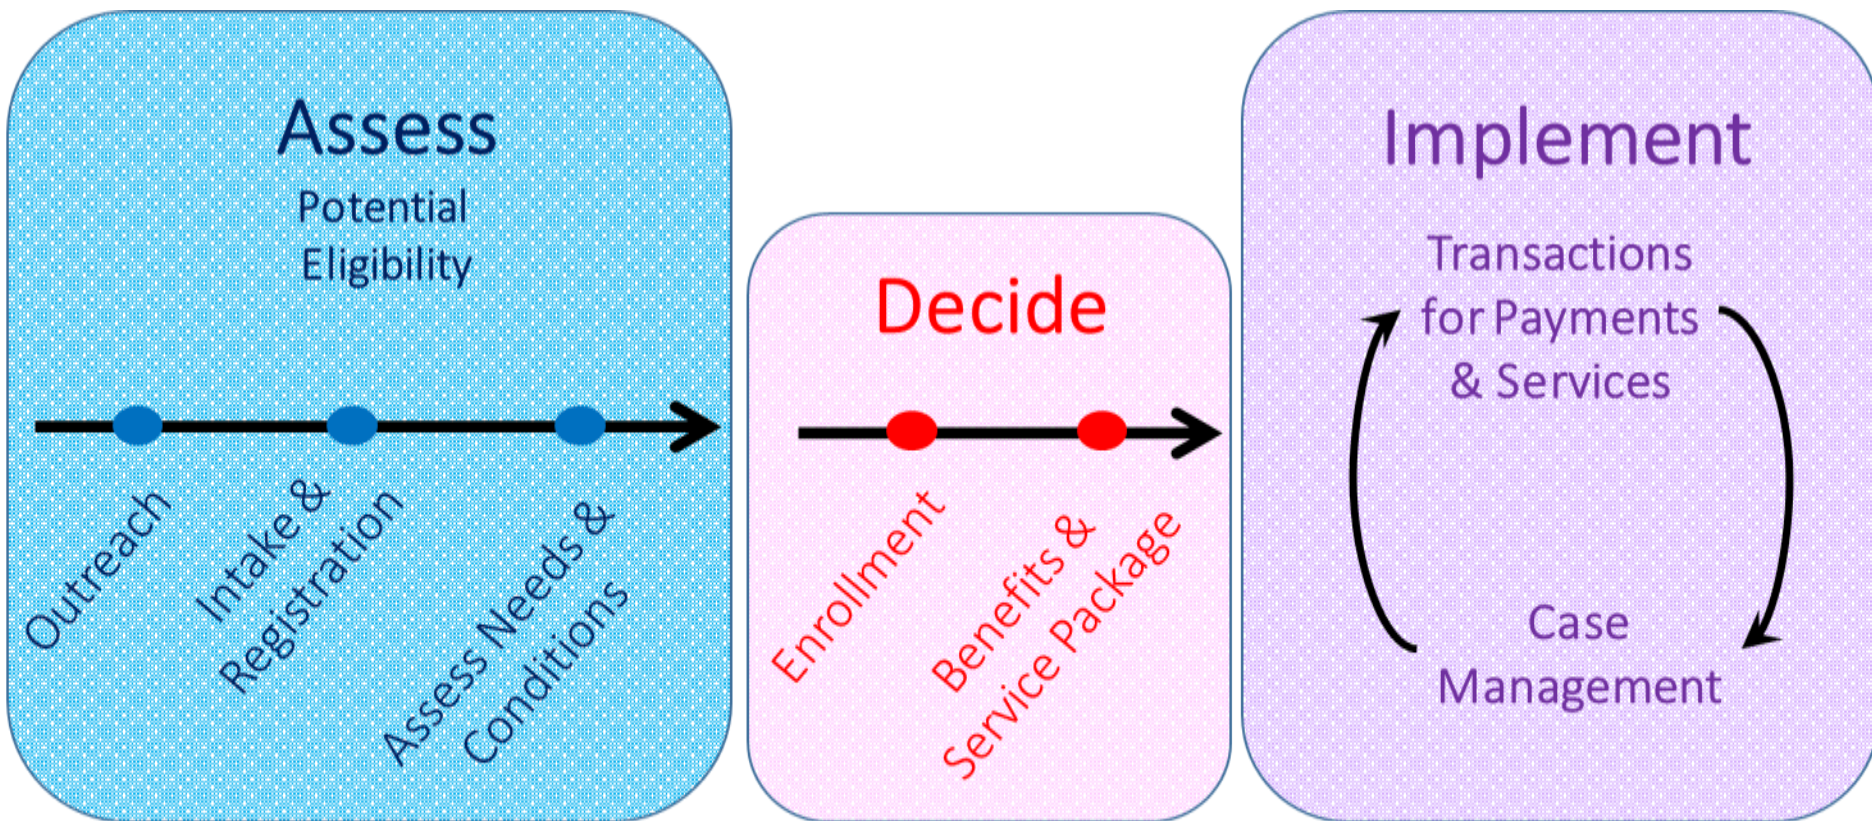 Assess
Potential
Eligibility
Outreach
Intake &
Registration
Assess Needs &
Conditions
Decide
Enrollment
Benefits &
Service Package
Implement
Transactions
for Payments
& Services
Case
Management